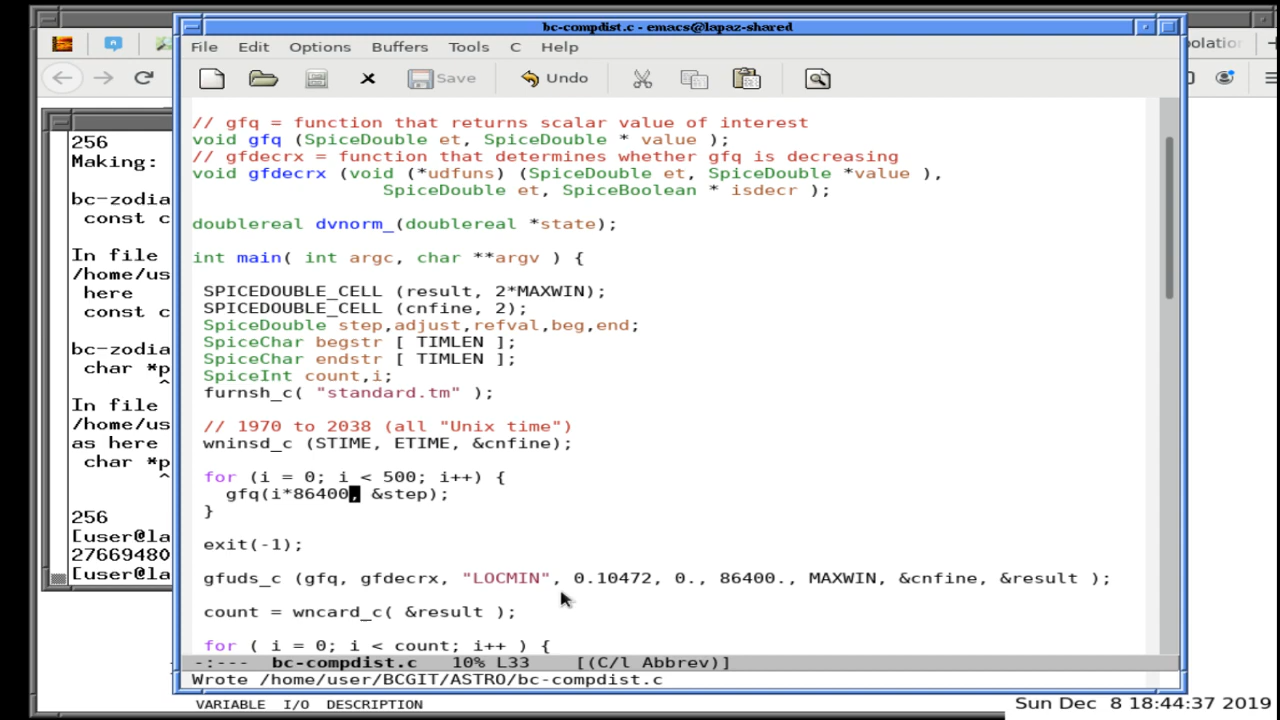 bc-compdist.c - emacs@lapaz-shared
File Edit Options Buffers Tools C Help
Save Undo
// gfq = function that returns scalar value of interest
void gfq (SpiceDouble et, SpiceDouble * value );
// gfdecrx = function that determines whether gfq is decreasing
void gfdecrx (void (*udfuns) (SpiceDouble et, SpiceDouble *value ),
SpiceDouble et, SpiceBoolean * isdecr );
doublereal dvnorm_(doublereal *state);
int main( int argc, char **argv ) {
SPICEDOUBLE_CELL (result, 2*MAXWIN);
SPICEDOUBLE_CELL (cnfine, 2);
SpiceDouble step,adjust,refval,beg,end;
SpiceChar begstr [ TIMLEN ];
SpiceChar endstr [ TIMLEN ];
SpiceInt count,i;
furnsh_c( "standard.tm" );
// 1970 to 2038 (all "Unix time")
wninsd_c (STIME, ETIME, &cnfine);
for (i = 0; i < 500; i++) {
gfq(i*86400, &step);
}
exit(-1);
gfuds_c (gfq, gfdecrx, "LOCMIN", 0.10472, 0., 86400., MAXWIN, &cnfine, &result );
count = wncard_c( &result );
for ( i = 0; i < count; i++ ) {
-:--- bc-compdist.c 10% L33 [(C/l Abbrev)]
Wrote /home/user/BCGIT/ASTRO/bc-compdist.c
256
Making:
bc-zodia
const c
In file
/home/us
here
const c
bc-zodia
char *p
^
In file
/home/us
as here
char *p
^
256
[user@la
27669480
[user@la
VARIABLE I/O DESCRIPTION
Sun Dec 8 18:44:37 2019